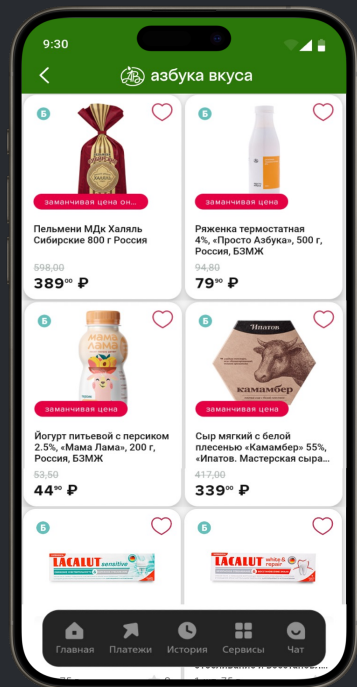 9:30
азбука вкуса
Б
Б
ХАЛЯЛЬ
заманчивая цена он...
заманчивая цена
Пельмени МДк Халяль
Сибирские 800 г Россия
598,00
389⁰⁰ ₽
Ряженка термостатная
4%, «Просто Азбука», 500 г,
Россия, БЗМЖ
94,80
79⁹⁰ ₽
Б
Б
МАМА
ЛАМА
Ипатов
камамбер
заманчивая цена
заманчивая цена
Йогурт питьевой с персиком
2.5%, «Мама Лама», 200 г,
Россия, БЗМЖ
53,50
44⁹⁰ ₽
Сыр мягкий с белой
плесенью «Камамбер» 55%,
«Ипатов. Мастерская сыра...
417,00
339⁰⁰ ₽
Б
Б
LACALUT sensitive
LACALUT white & repair
Главная
Платежи
История
Сервисы
Чат